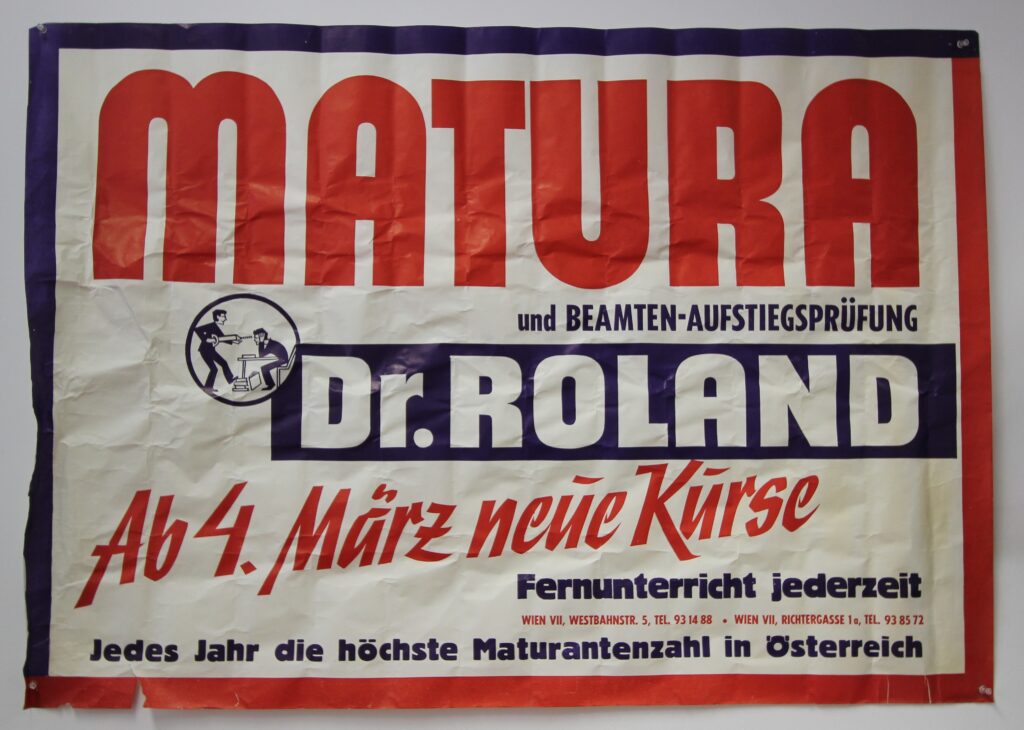 MATURA
und BEAMTEN-AUFSTIEGSPRÜFUNG
Dr. ROLAND
Ab 4. März neue Kurse
Fernunterricht jederzeit
WIEN VII, WESTBAHNSTR. 5, TEL. 93 14 88 • WIEN VII, RICHTERGASSE 1a, TEL. 93 85 72
Jedes Jahr die höchste Maturantenzahl in Österreich